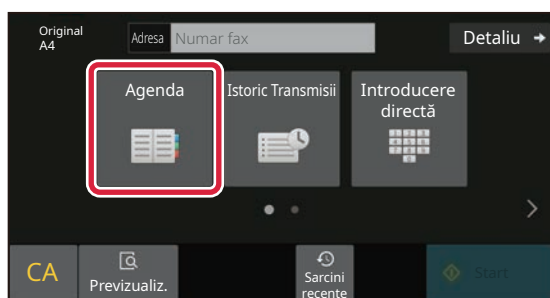 Original
A4
Adresa Numar fax
Detaliu
Agenda
Istoric Transmisii
Introducere
directă
CA
Previzualiz.
Sarcini
recente
Start